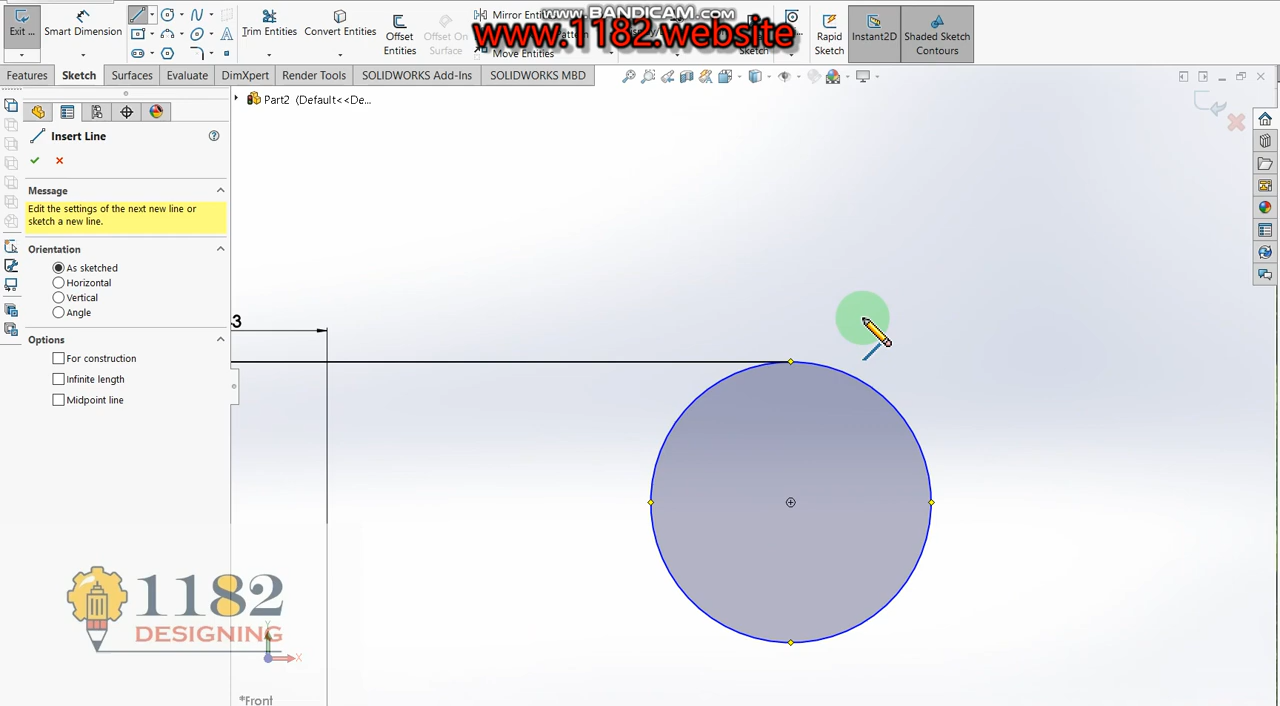 www.BANDICAM.com
www.1182.website
Exit ...
Smart Dimension
Trim Entities
Convert Entities
Offset Entities
Offset On Surface
Mirror Entit
Move Entities
Rapid Sketch
Instant2D
Shaded Sketch Contours
Features
Sketch
Surfaces
Evaluate
DimXpert
Render Tools
SOLIDWORKS Add-Ins
SOLIDWORKS MBD
Part2 (Default<<De...
Insert Line
Message
Edit the settings of the next new line or
sketch a new line.
Orientation
As sketched
Horizontal
Vertical
Angle
Options
For construction
Infinite length
Midpoint line
3
1182
DESIGNING
Y
X
*Front